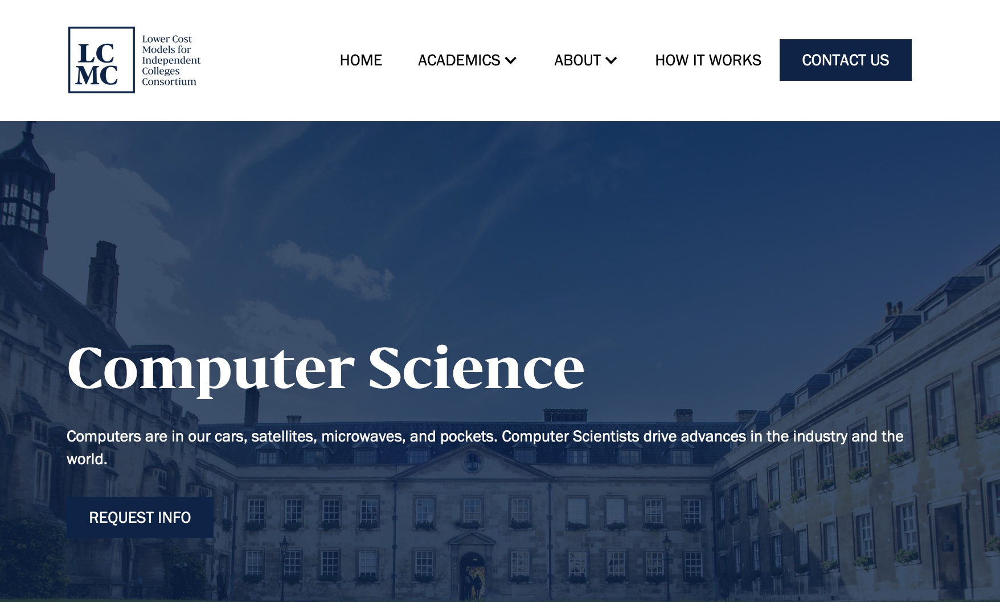 LC
MC
Lower Cost
Models for
Independent
Colleges
Consortium
HOME
ACADEMICS
ABOUT
HOW IT WORKS
CONTACT US
Computer Science
Computers are in our cars, satellites, microwaves, and pockets. Computer Scientists drive advances in the industry and the
world.
REQUEST INFO